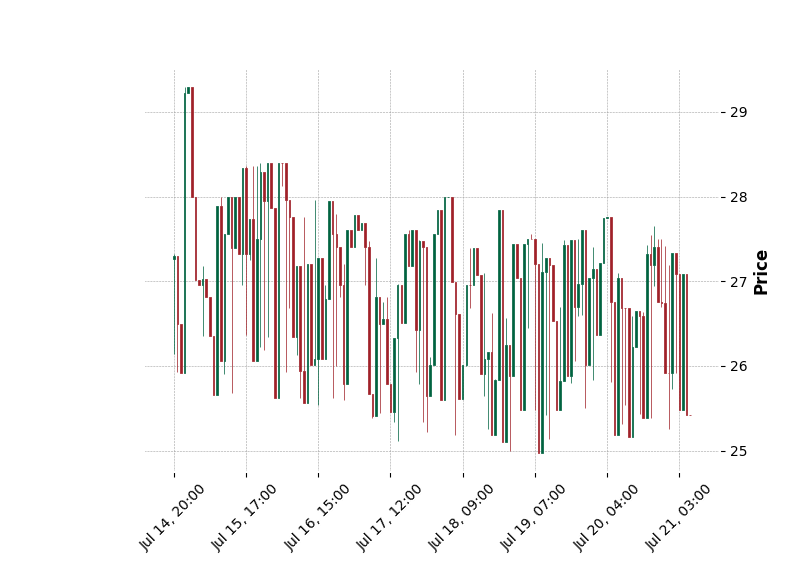 29
28
27
26
25
Price
Jul 14, 20:00
Jul 15, 17:00
Jul 16, 15:00
Jul 17, 12:00
Jul 18, 09:00
Jul 19, 07:00
Jul 20, 04:00
Jul 21, 03:00